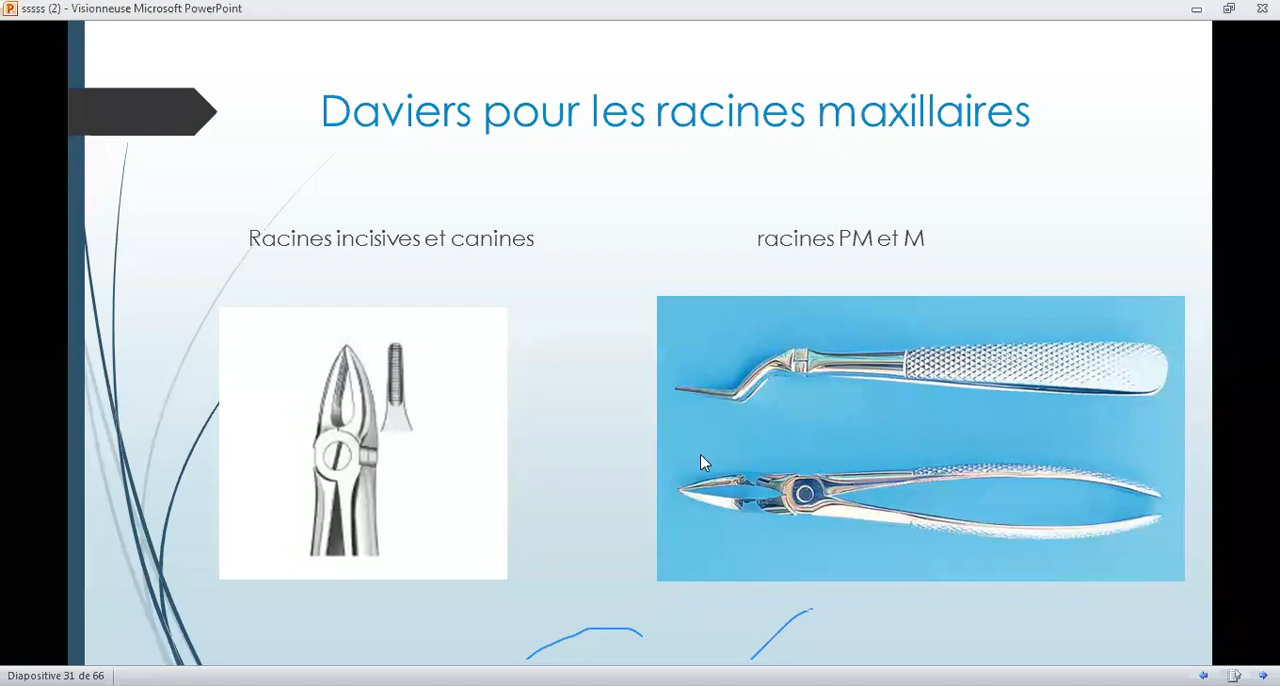 sssss (2) - Visionneuse Microsoft PowerPoint
Daviers pour les racines maxillaires
Racines incisives et canines
racines PM et M
Diapositive 31 de 66